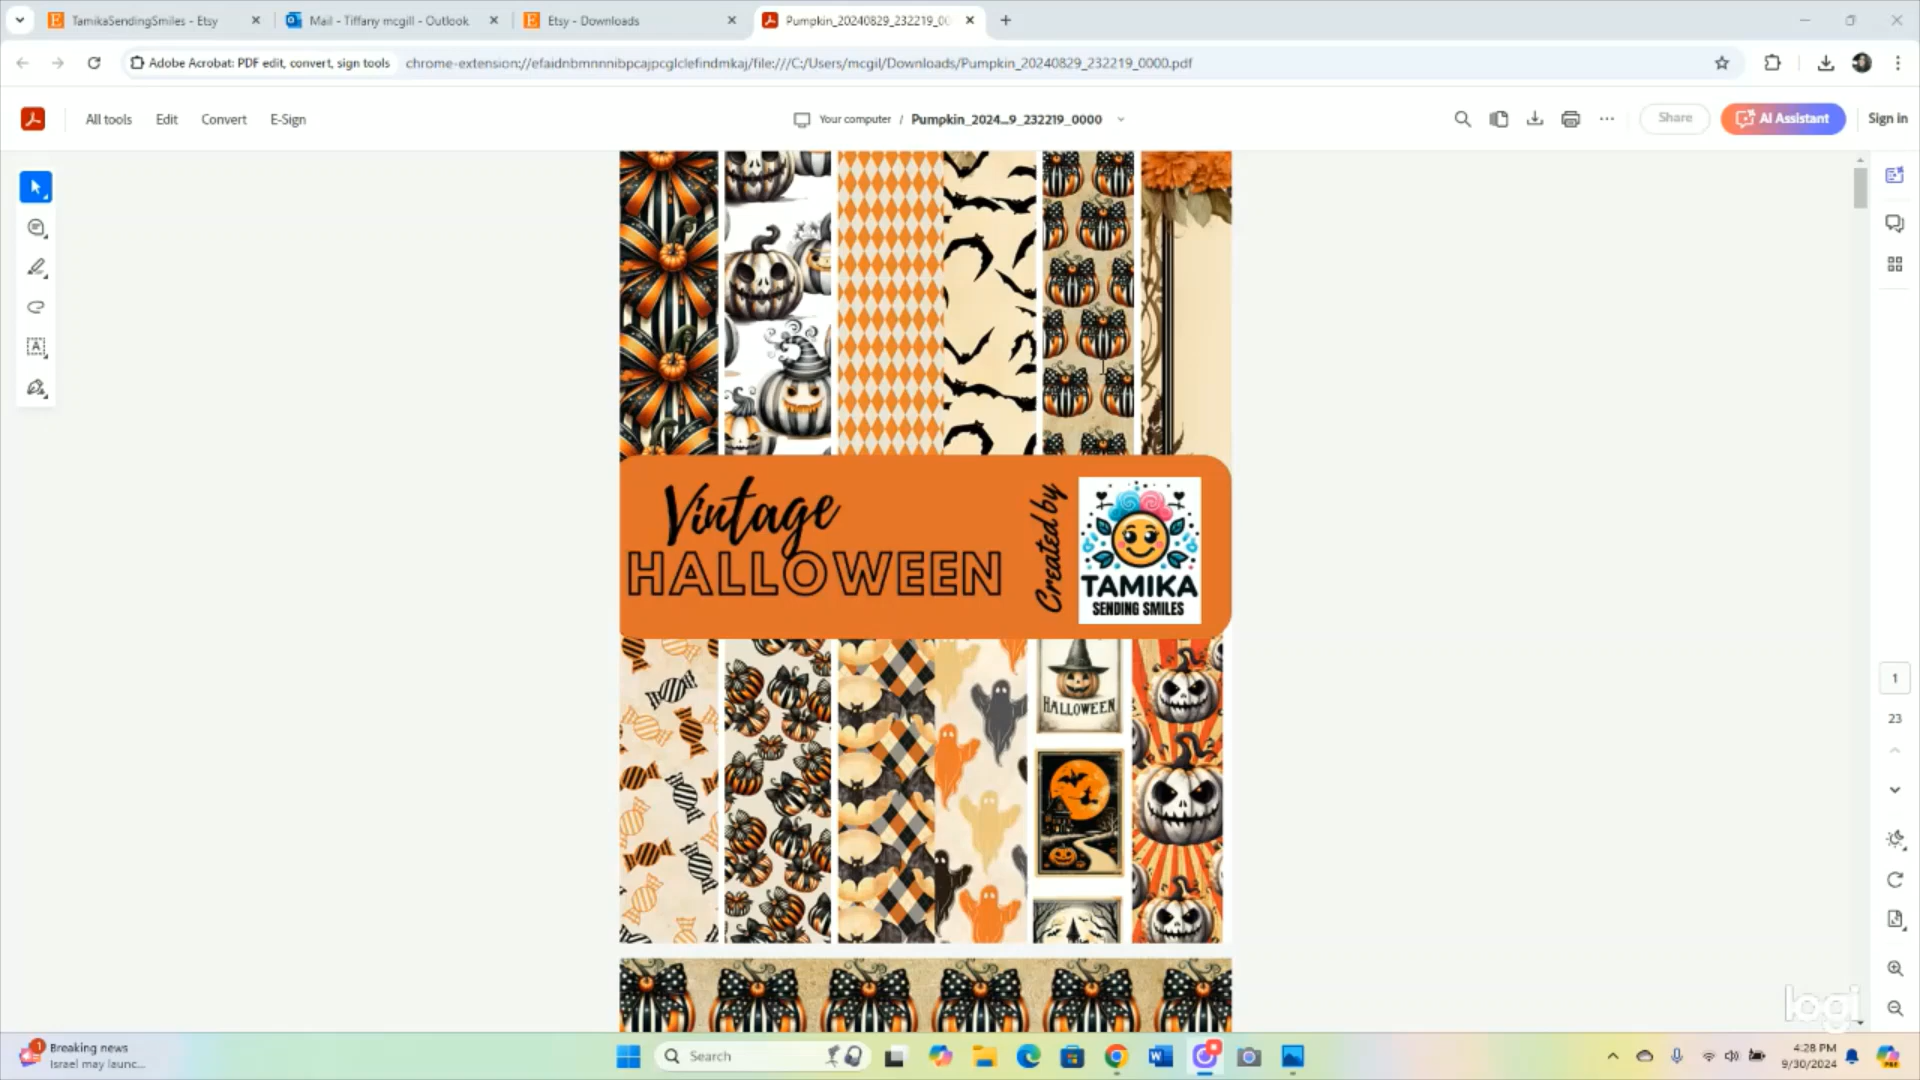 TamikaSendingSmiles - Etsy
Mail - Tiffany mcgill - Outlook
Etsy - Downloads
Pumpkin_20240829_232219_00
Adobe Acrobat: PDF edit, convert, sign tools
chrome-extension://efaidnbmnnnibpcajpcglclefindmkaj/file:///C:/Users/mcgil/Downloads/Pumpkin_20240829_232219_0000.pdf
All tools
Edit
Convert
E-Sign
Your computer / Pumpkin_2024...9_232219_0000
Share
AI Assistant
Sign in
Vintage
HALLOWEEN
Created by
TAMIKA
SENDING SMILES
HALLOWEEN
1
23
logi
1
Breaking news
Israel may launc...
Search
4:28 PM
9/30/2024